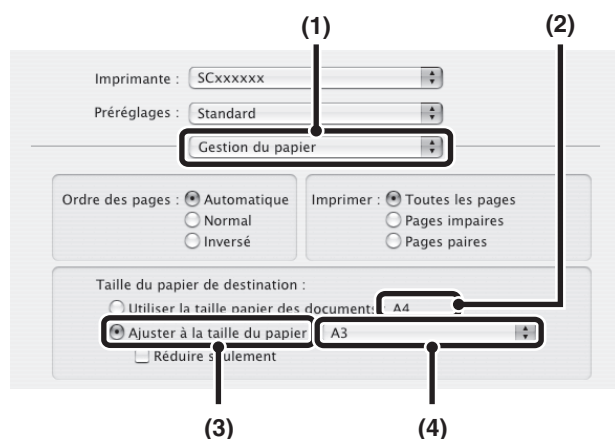 (1) (2)
Imprimante : SCxxxxxx
Préréglages : Standard
Gestion du papier
Ordre des pages : Automatique Imprimer : Toutes les pages
Normal Pages impaires
Inversé Pages paires
Taille du papier de destination :
Utiliser la taille papier des documents : A4
Ajuster à la taille du papier A3
Réduire seulement
(3) (4)